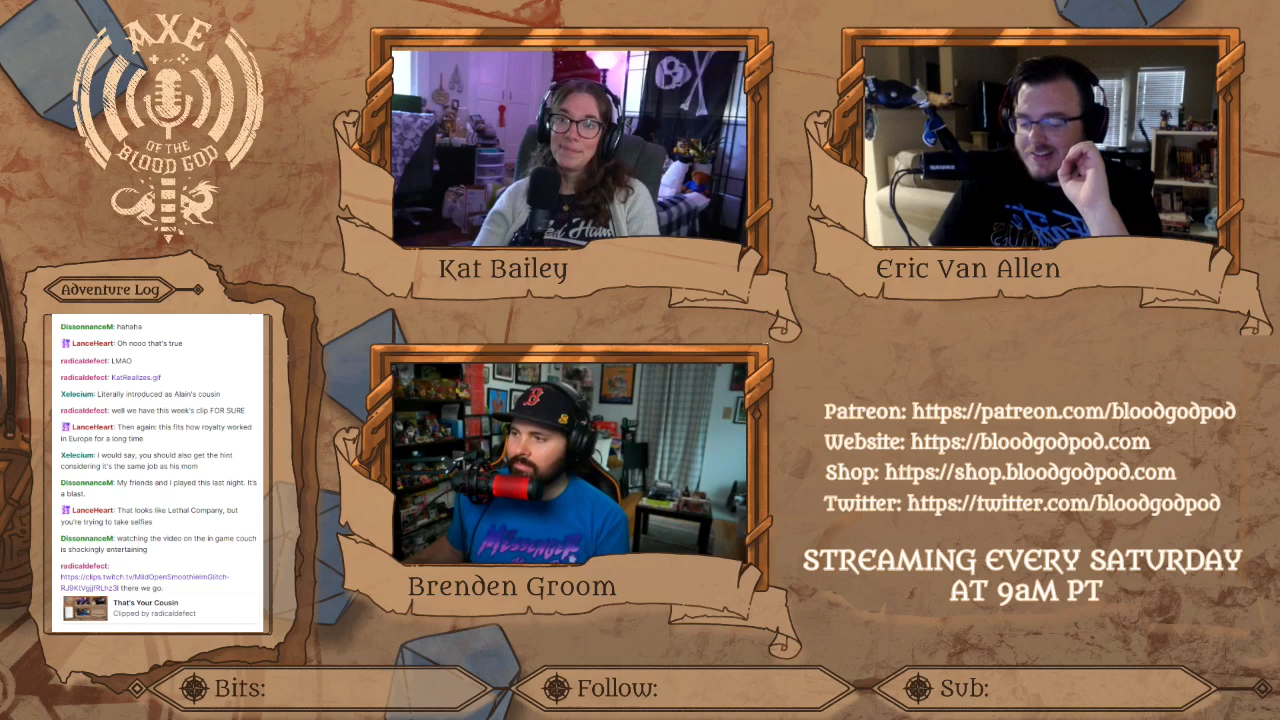 AXE
OF THE
BLOOD GOD
Kat Bailey
Eric Van Allen
Adventure Log
DissonnanceM: hahaha
LanceHeart: Oh nooo that's true
radicaldefect: LMAO
radicaldefect: KatRealizes.gif
Xelecium: Literally introduced as Alain's cousin
radicaldefect: well we have this week's clip FOR SURE
LanceHeart: Then again: this fits how royalty worked
in Europe for a long time
Xelecium: I would say, you should also get the hint
considering it's the same job as his mom
DissonnanceM: My friends and I played this last night. It's
a blast.
LanceHeart: That looks like Lethal Company, but
you're trying to take selfies
DissonnanceM: watching the video on the in game couch
is shockingly entertaining
radicaldefect:
there we go.
That's Your Cousin
Clipped by radicaldefect
B
MESSENGER
Brenden Groom
Patreon: https://patreon.com/bloodgodpod
Website: https://bloodgodpod.com
Shop: https://shop.bloodgodpod.com
Twitter: https://twitter.com/bloodgodpod
STREAMING EVERY SATURDAY
AT 9aM PT
Bits:
Follow:
Sub: